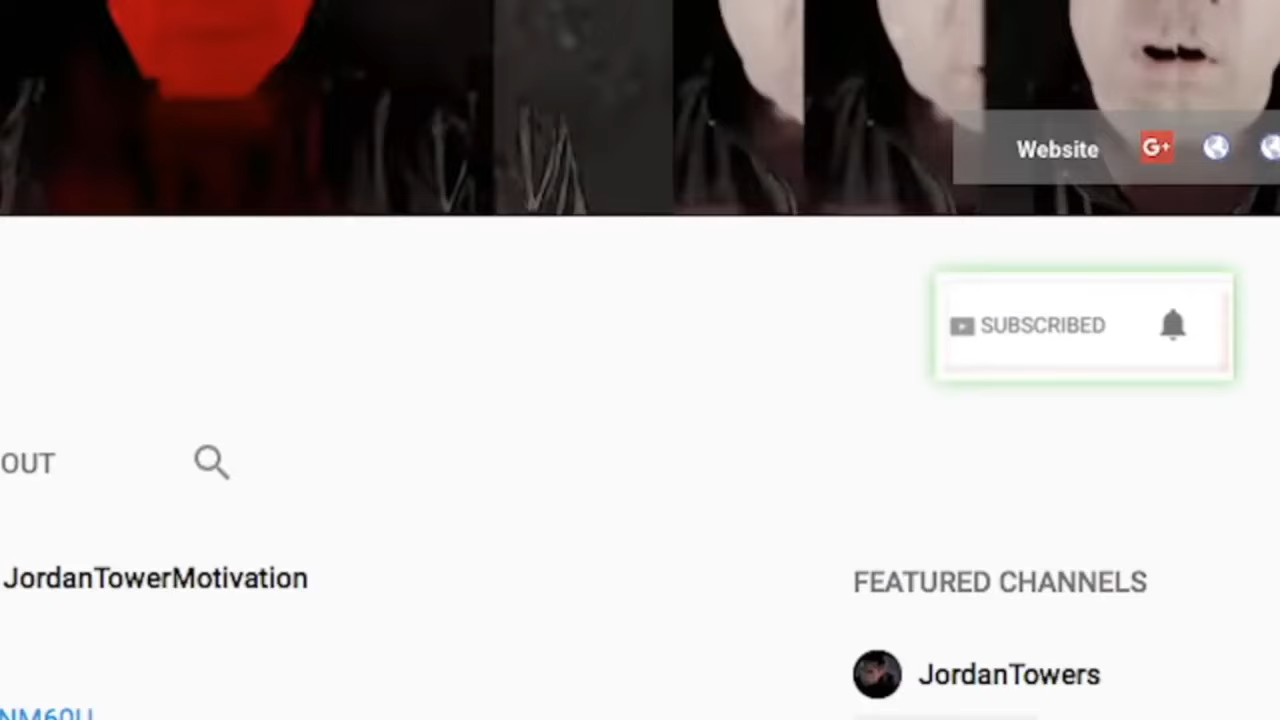 Website G+
SUBSCRIBED
OUT
JordanTowerMotivation
FEATURED CHANNELS
JordanTowers